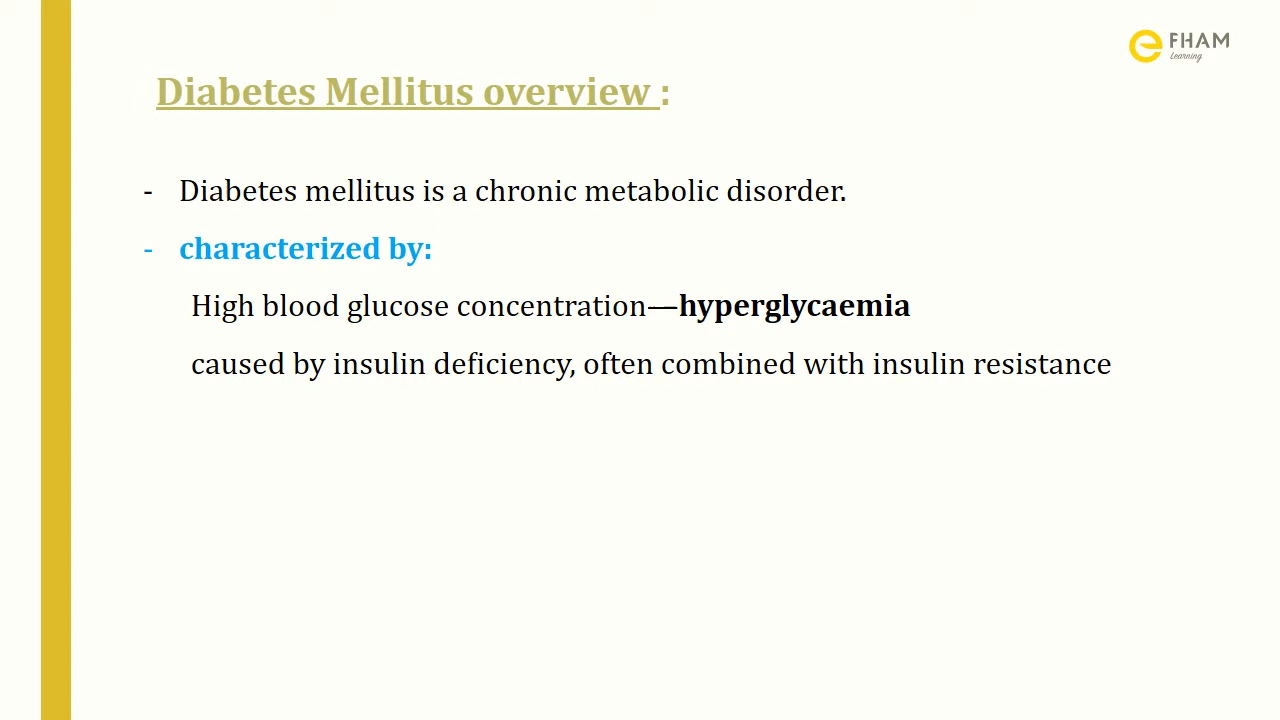 e FHAM
Learning
Diabetes Mellitus overview :
- Diabetes mellitus is a chronic metabolic disorder.
- characterized by:
High blood glucose concentration—hyperglycaemia
caused by insulin deficiency, often combined with insulin resistance